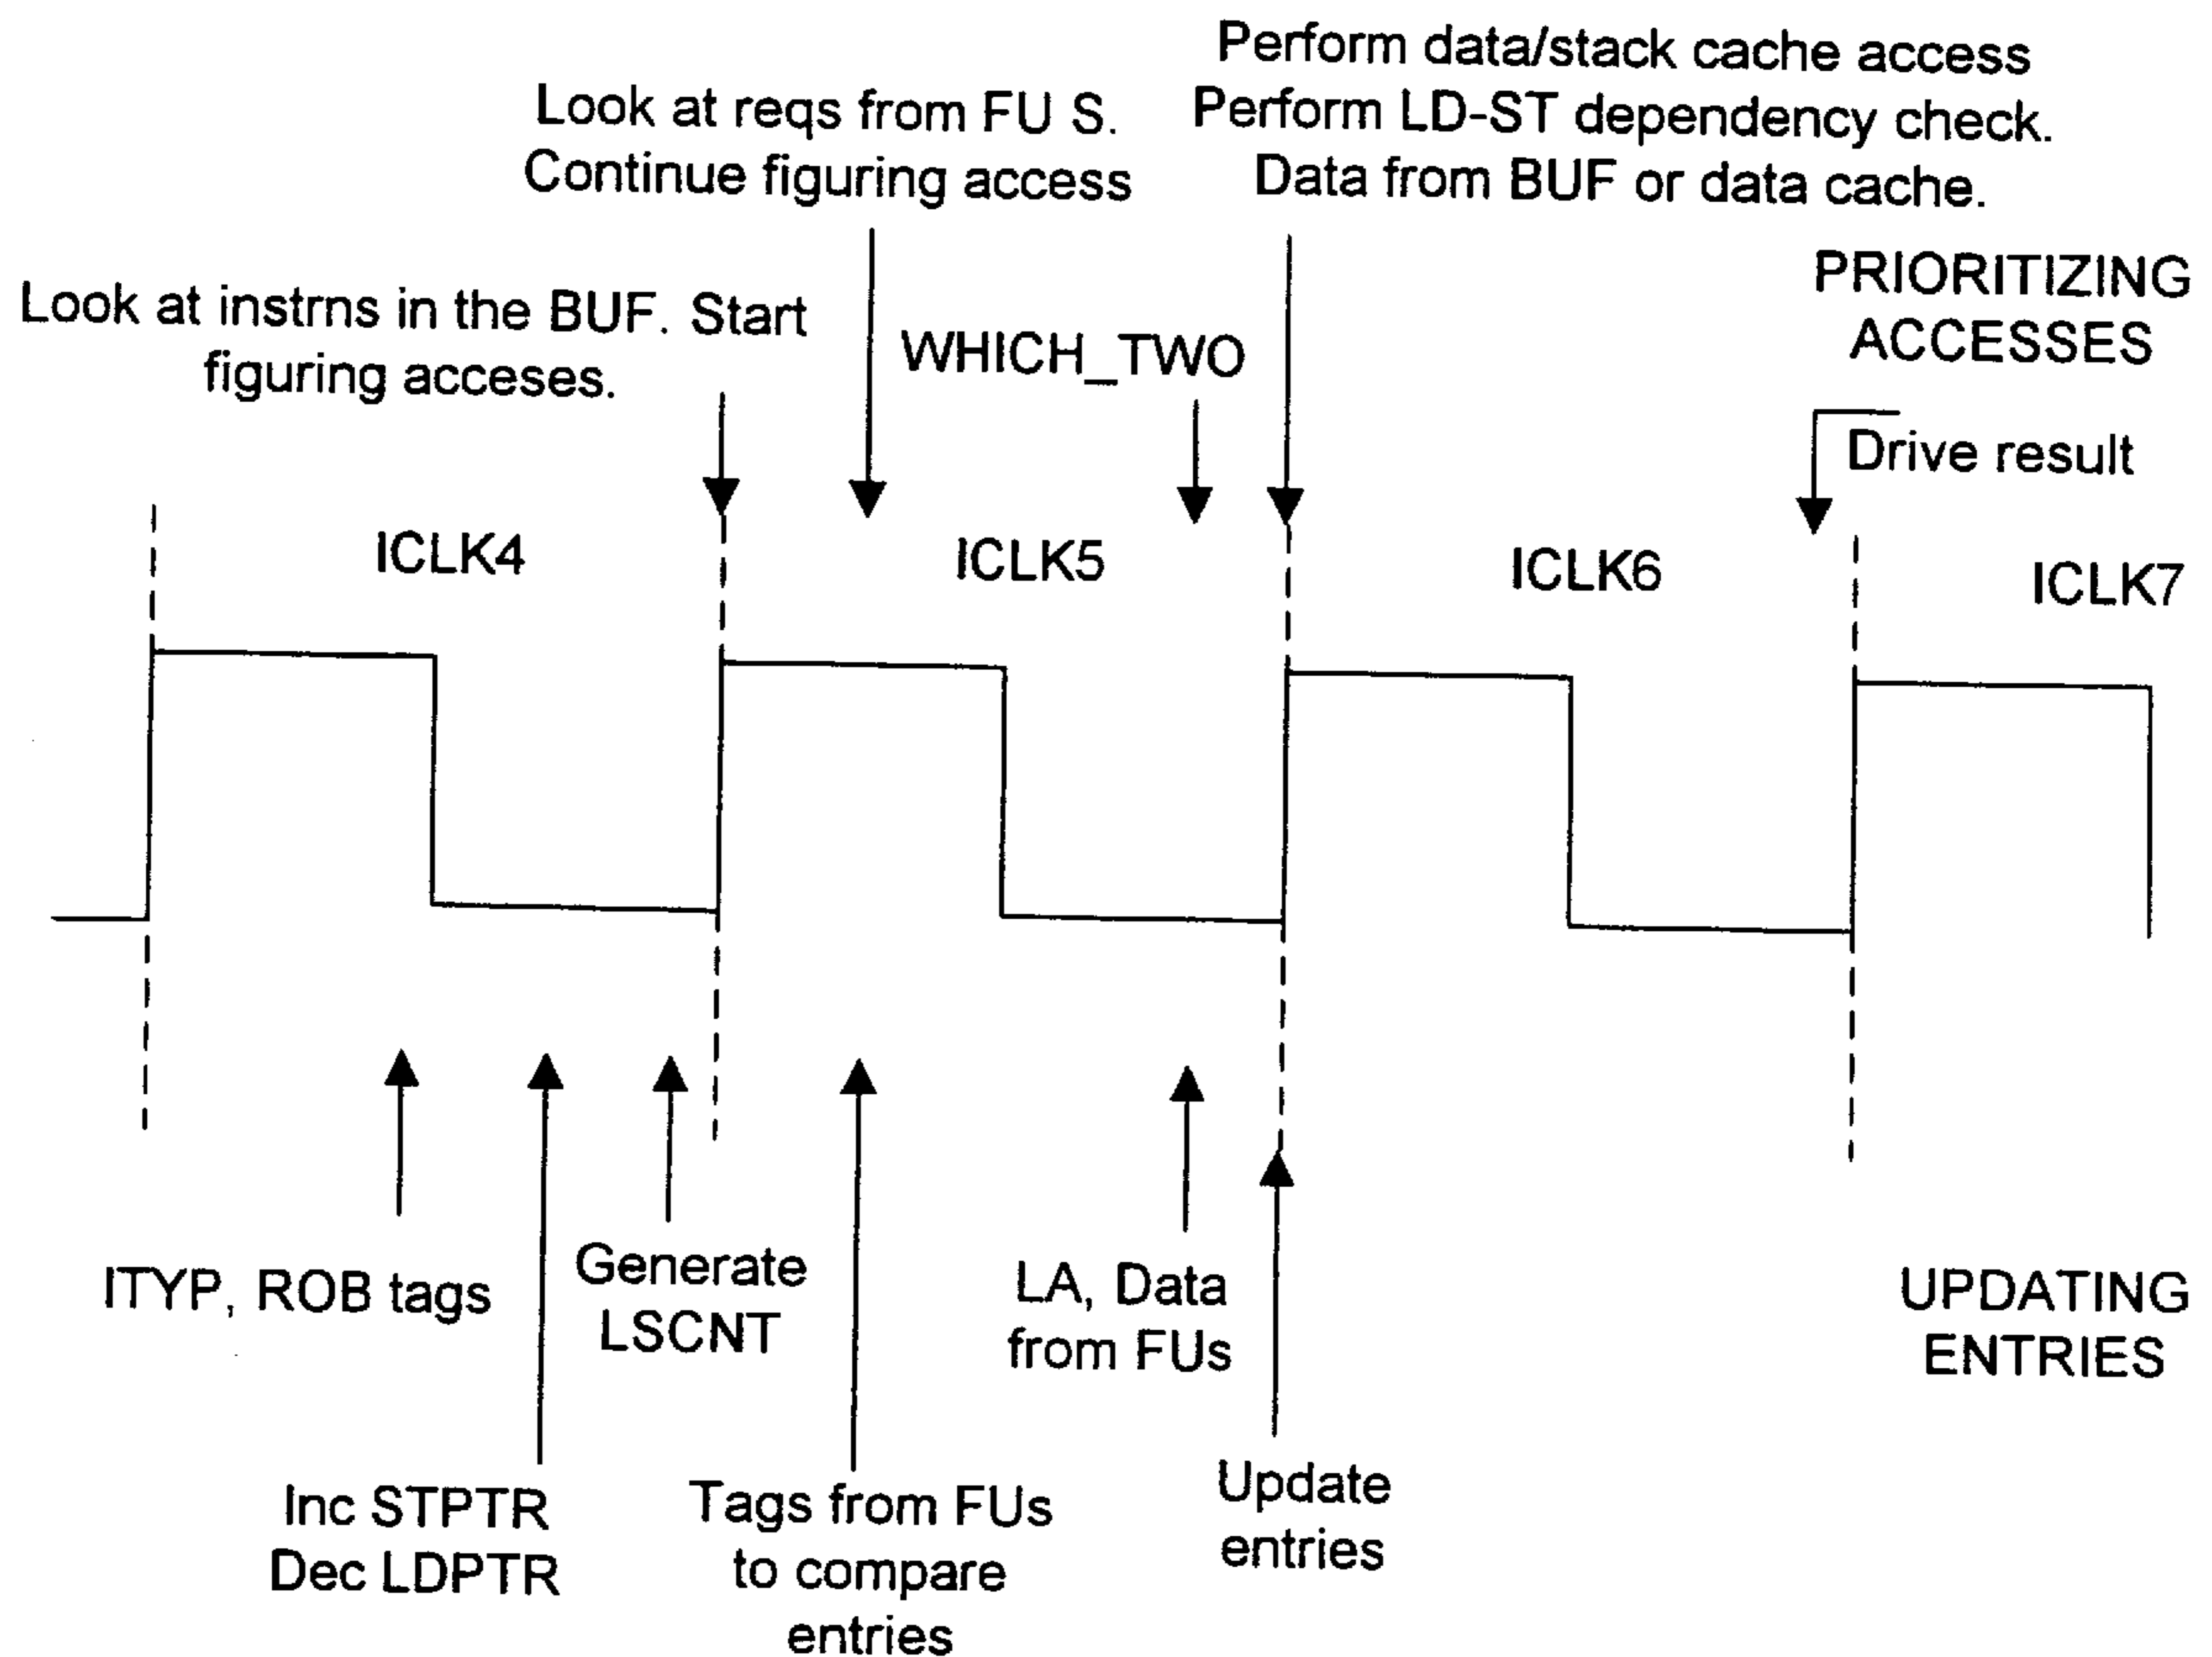 Perform data/stack cache access
Perform LD-ST dependency check.
Data from BUF or data cache.
Look at reqs from FU S.
Continue figuring access
PRIORITIZING
ACCESSES
Look at instrns in the BUF. Start
figuring acceses.
WHICH_TWO
Drive result
ICLK4
ICLK5
ICLK6
ICLK7
ITYP, ROB tags
Generate
LSCNT
LA, Data
from FUs
UPDATING
ENTRIES
Inc STPTR
Dec LDPTR
Tags from FUs
to compare
entries
Update
entries